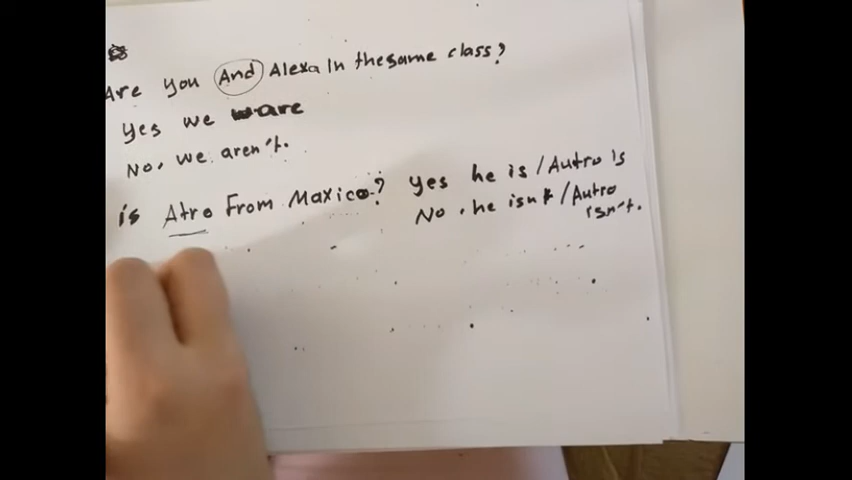 Are you And Alexa In the same class?
Yes we are
No, we aren't.
is Atro From Maxico? yes he is / Autro is
No, he isn't / Autro isn't.